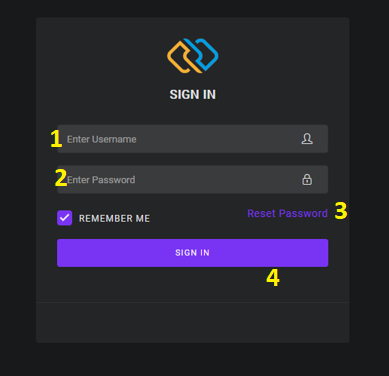 SIGN IN
1 Enter Username
2 Enter Password
REMEMBER ME Reset Password 3
SIGN IN
4